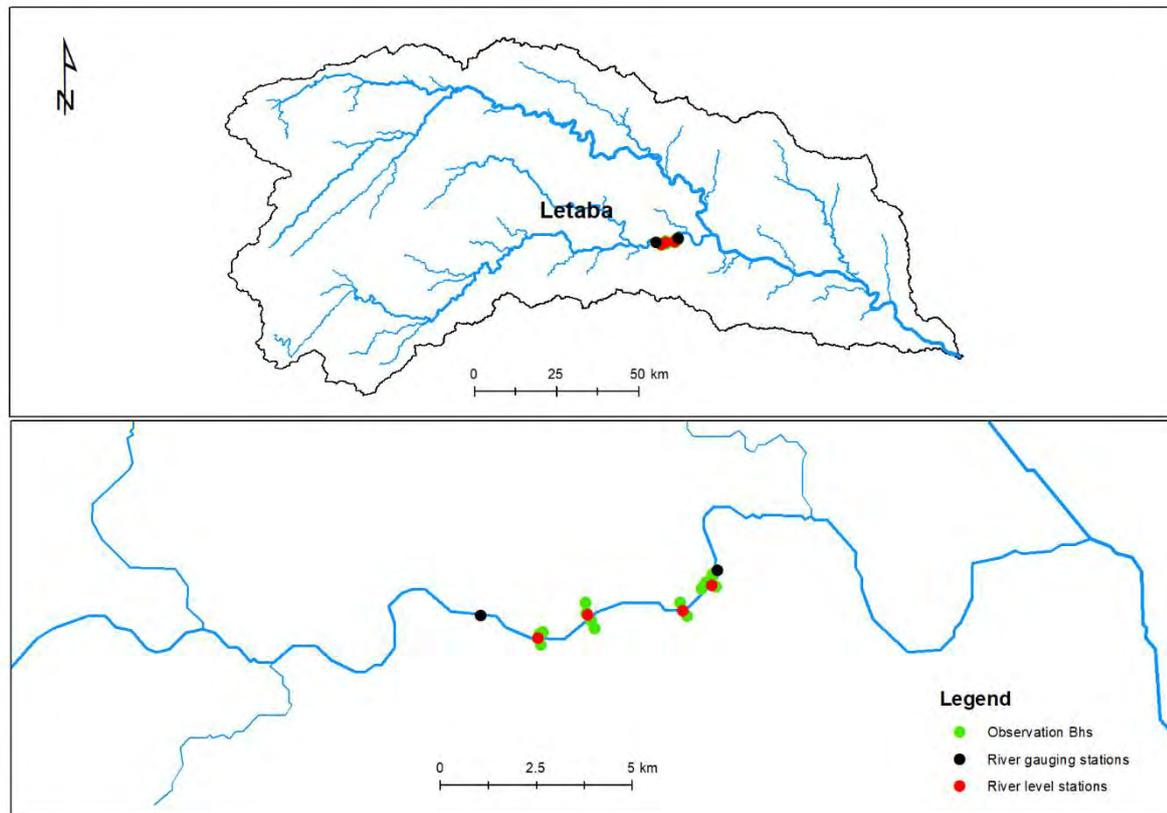 N
Letaba
0 25 50 km
Legend
Observation Bhs
River gauging stations
River level stations
0 2.5 5 km